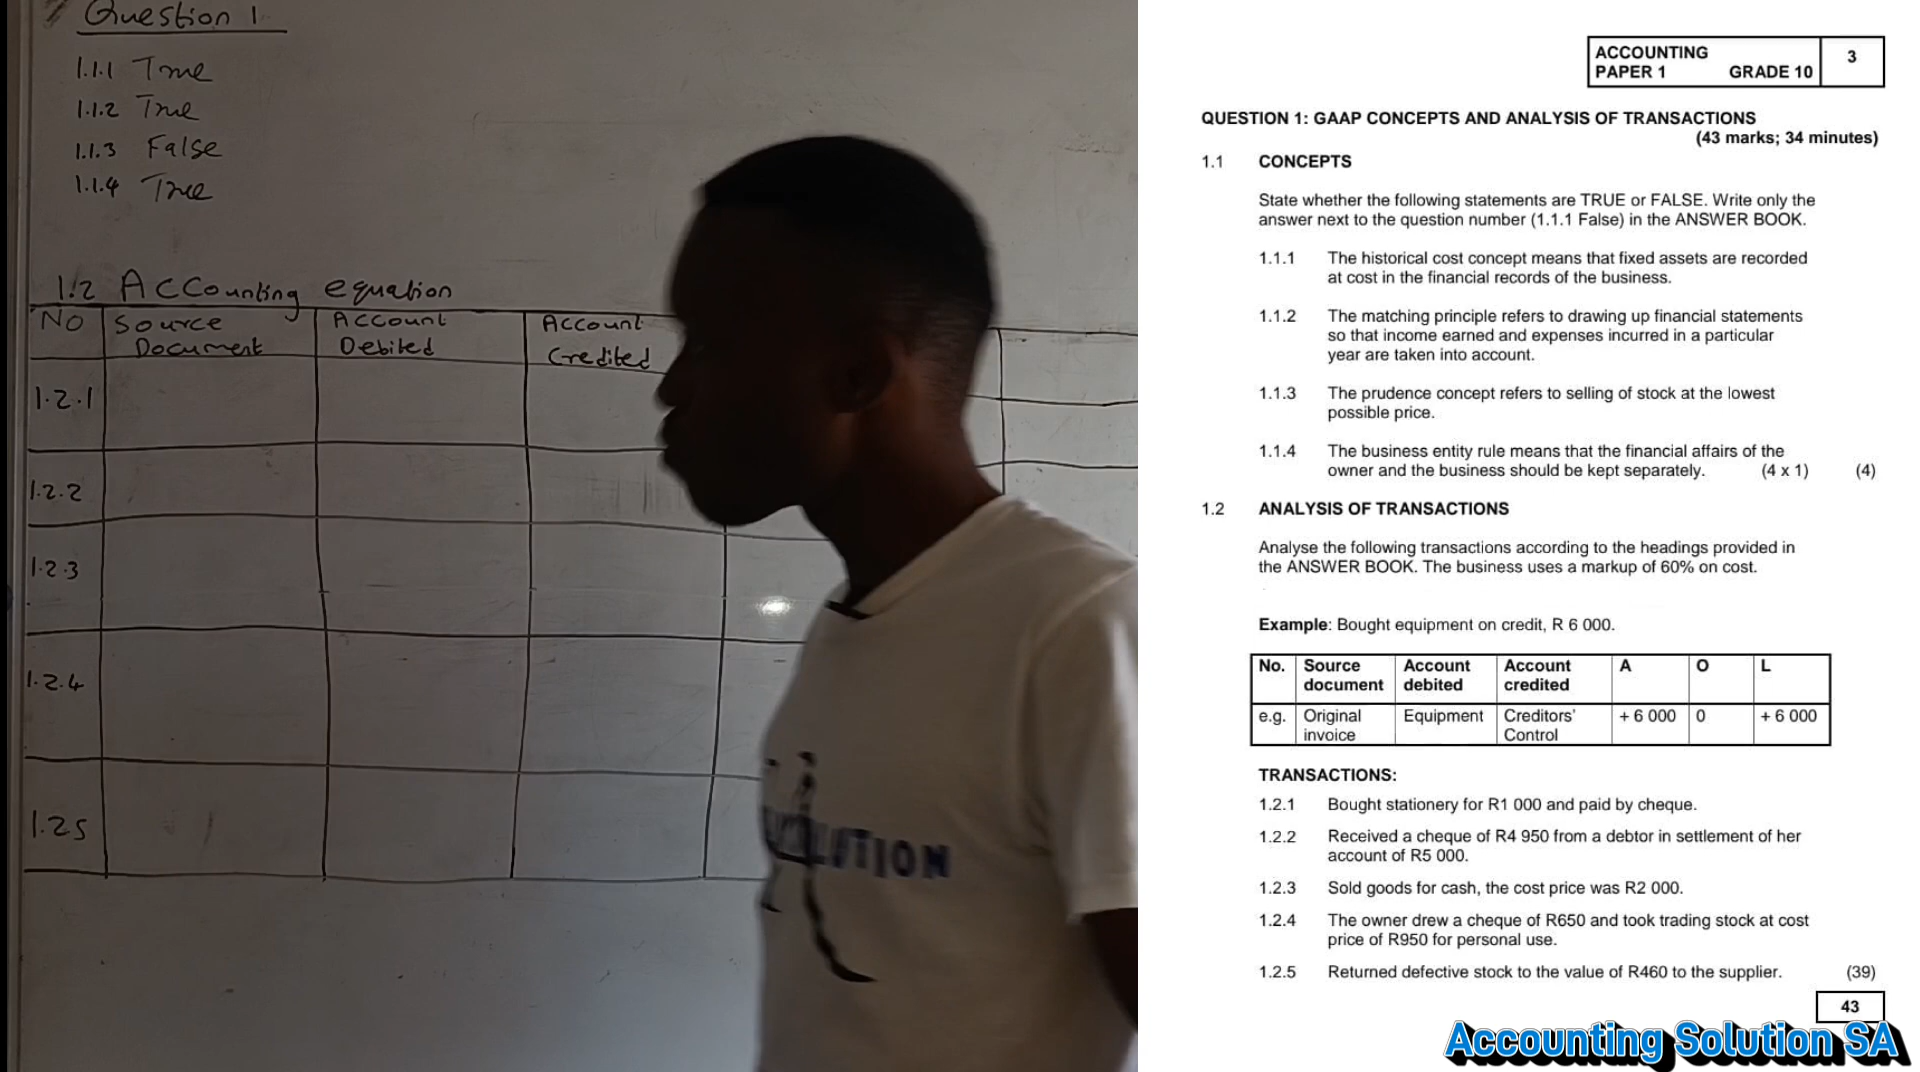 Question 1
1.1.1 True
1.1.2 True
1.1.3 False
1.1.4 True
1.2 Accounting equation
No Source Document Account Debited Account Credited
1.2.1
1.2.2
1.2.3
1.2.4
1.2.5
ACCOUNTING 3
PAPER 1 GRADE 10
QUESTION 1: GAAP CONCEPTS AND ANALYSIS OF TRANSACTIONS
(43 marks; 34 minutes)
1.1 CONCEPTS
State whether the following statements are TRUE or FALSE. Write only the
answer next to the question number (1.1.1 False) in the ANSWER BOOK.
1.1.1 The historical cost concept means that fixed assets are recorded
at cost in the financial records of the business.
1.1.2 The matching principle refers to drawing up financial statements
so that income earned and expenses incurred in a particular
year are taken into account.
1.1.3 The prudence concept refers to selling of stock at the lowest
possible price.
1.1.4 The business entity rule means that the financial affairs of the
owner and the business should be kept separately. (4 x 1) (4)
1.2 ANALYSIS OF TRANSACTIONS
Analyse the following transactions according to the headings provided in
the ANSWER BOOK. The business uses a markup of 60% on cost.
Example: Bought equipment on credit, R 6 000.
No. Source document Account debited Account credited A O L
e.g. Original invoice Equipment Creditors' Control + 6 000 0 + 6 000
TRANSACTIONS:
1.2.1 Bought stationery for R1 000 and paid by cheque.
1.2.2 Received a cheque of R4 950 from a debtor in settlement of her
account of R5 000.
1.2.3 Sold goods for cash, the cost price was R2 000.
1.2.4 The owner drew a cheque of R650 and took trading stock at cost
price of R950 for personal use.
1.2.5 Returned defective stock to the value of R460 to the supplier. (39)
43
Accounting Solution SA